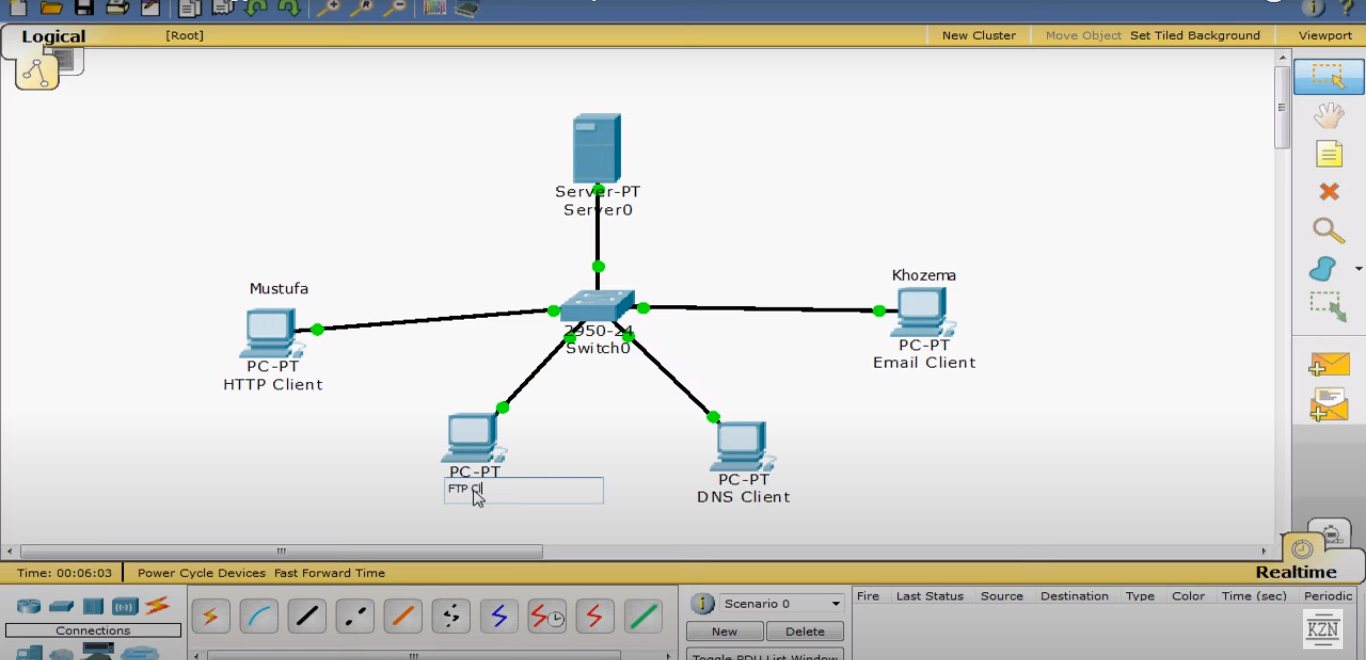 Logical
[Root]
New Cluster
Move Object
Set Tiled Background
Viewport
Server-PT
Server0
Mustufa
Khozema
2950-24
Switch0
PC-PT
HTTP Client
PC-PT
Email Client
PC-PT
FTP Cl
PC-PT
DNS Client
Time: 00:06:03
Power Cycle Devices Fast Forward Time
Realtime
Scenario 0
Fire
Last Status
Source
Destination
Type
Color
Time (sec)
Periodic
Connections
New
Delete
Toggle PDU List Window
KZN